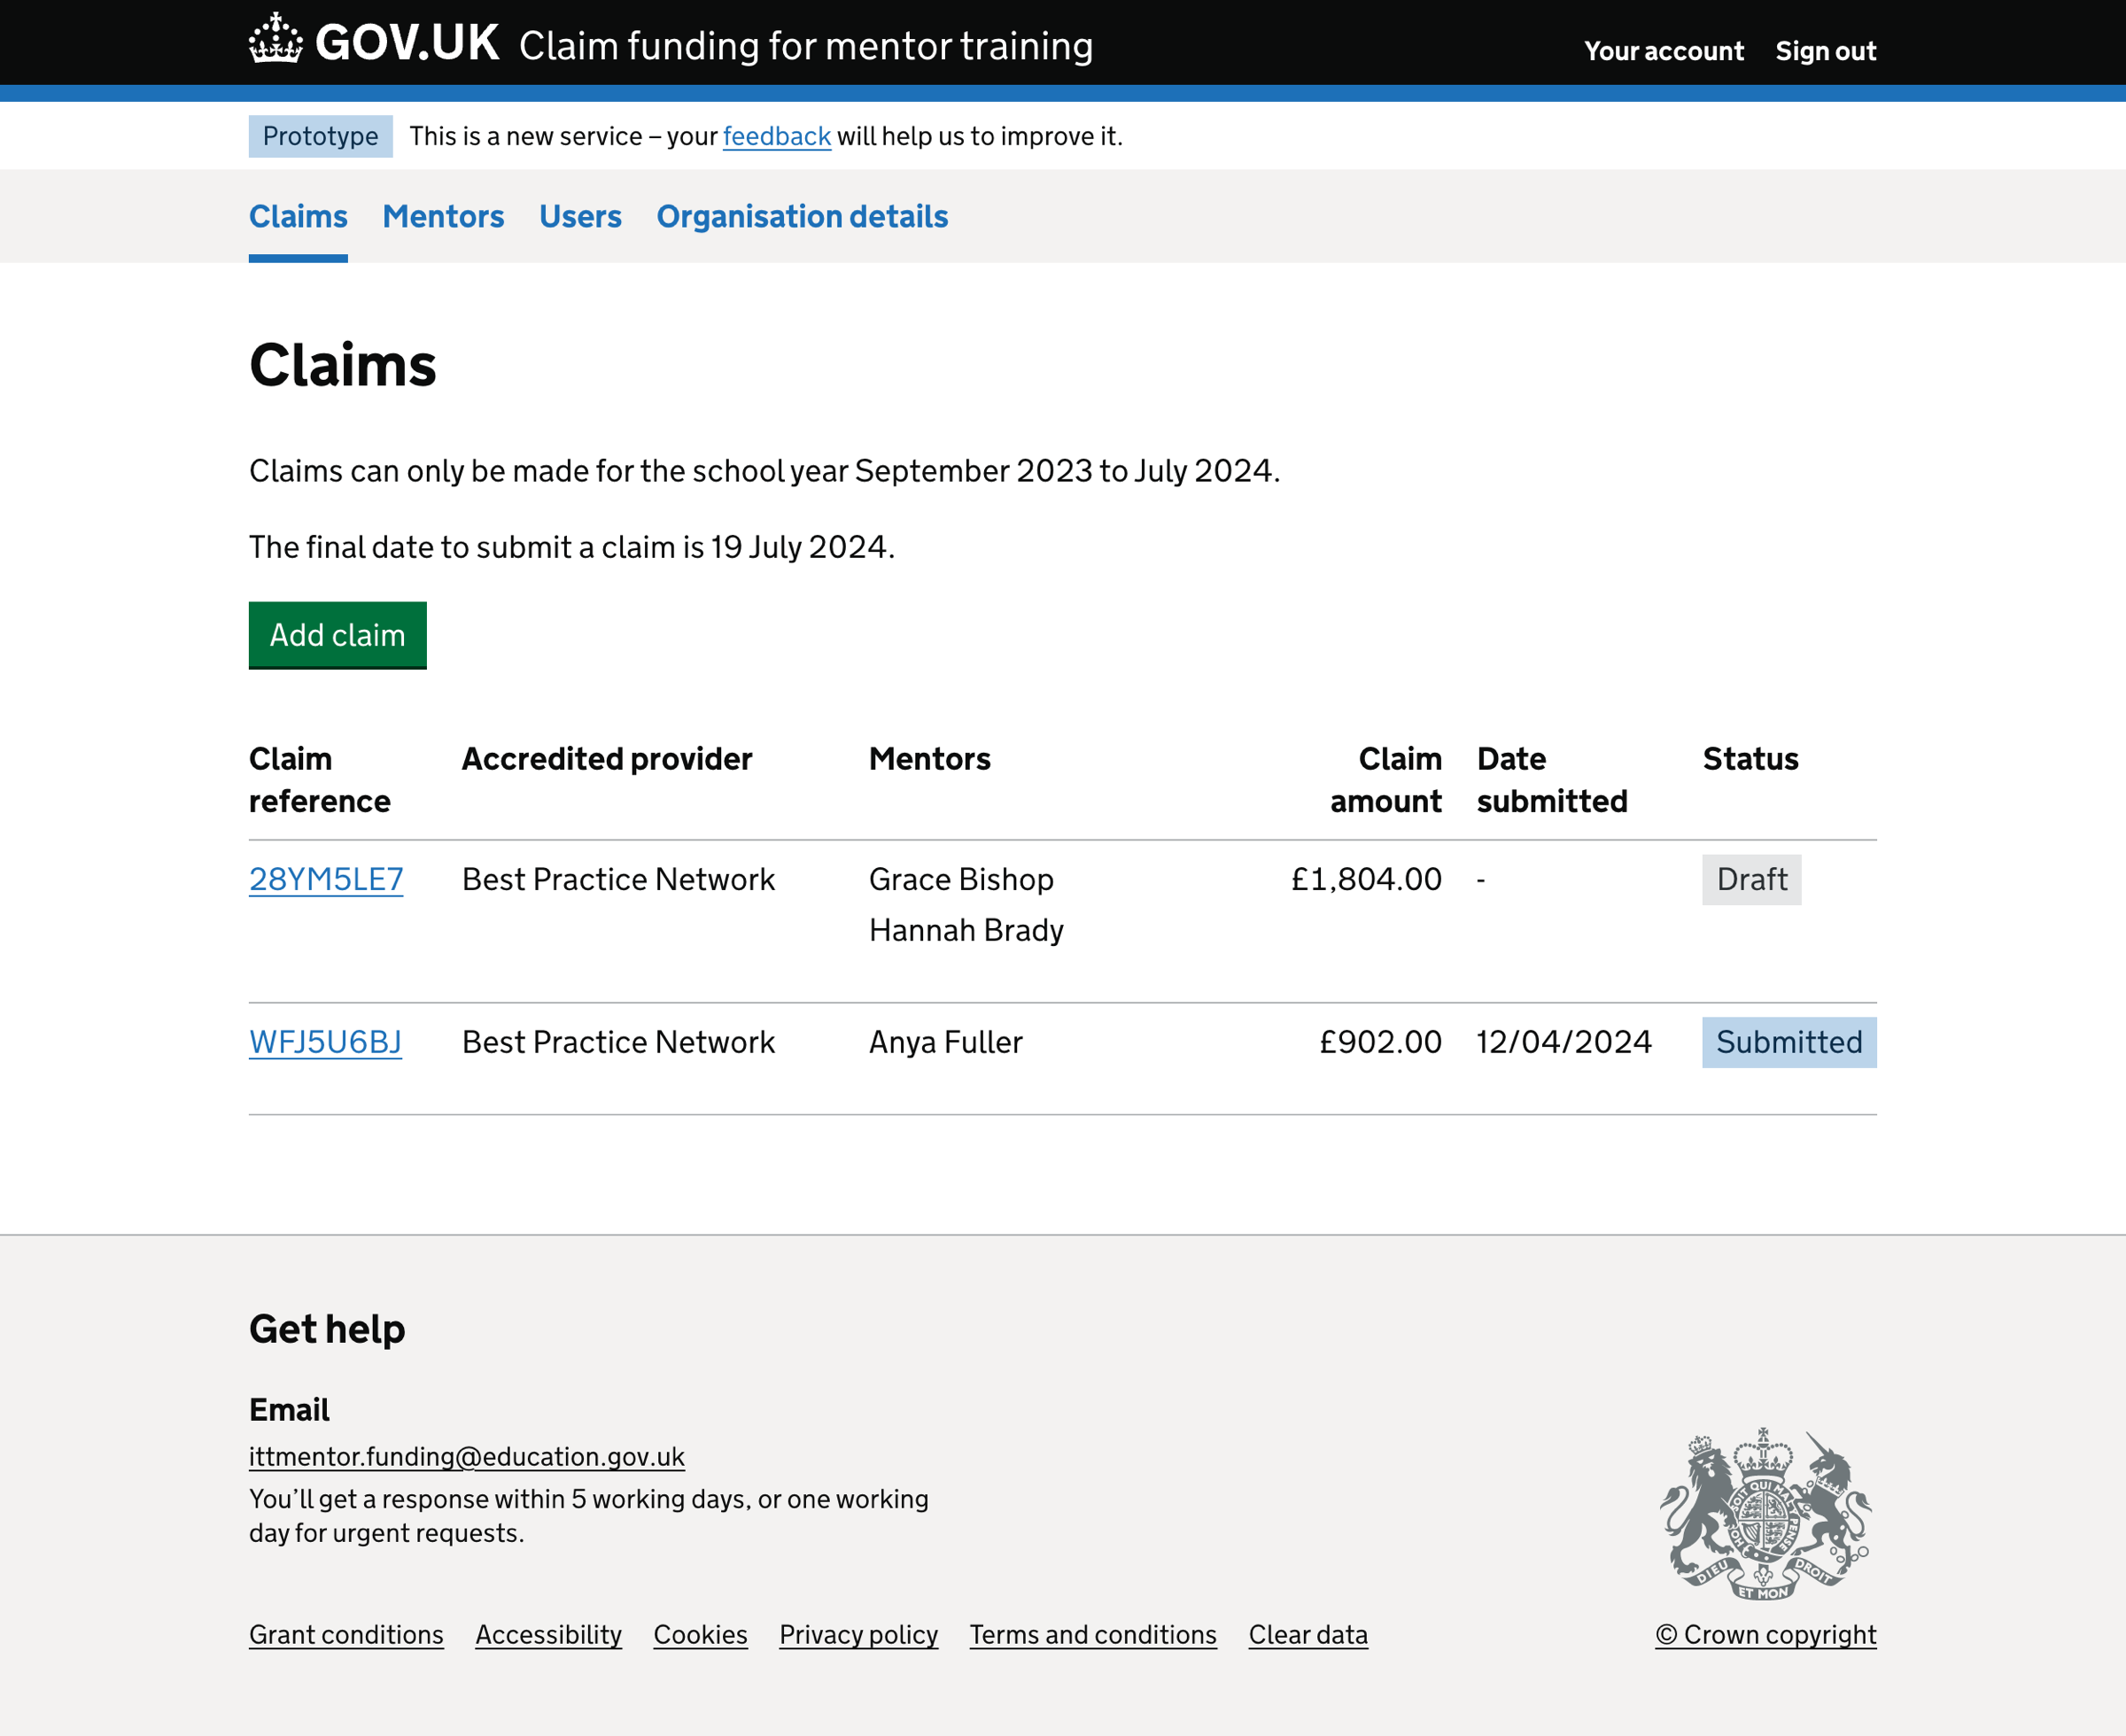 GOV.UK Claim funding for mentor training
Your account Sign out
Prototype This is a new service – your feedback will help us to improve it.
Claims Mentors Users Organisation details
Claims
Claims can only be made for the school year September 2023 to July 2024.
The final date to submit a claim is 19 July 2024.
Add claim
Claim reference Accredited provider Mentors Claim amount Date submitted Status
28YM5LE7 Best Practice Network Grace Bishop £1,804.00 - Draft
Hannah Brady
WFJ5U6BJ Best Practice Network Anya Fuller £902.00 12/04/2024 Submitted
Get help
Email
ittmentor.funding@education.gov.uk
You’ll get a response within 5 working days, or one working
day for urgent requests.
DIEU ET MON DROIT
Grant conditions Accessibility Cookies Privacy policy Terms and conditions Clear data
© Crown copyright